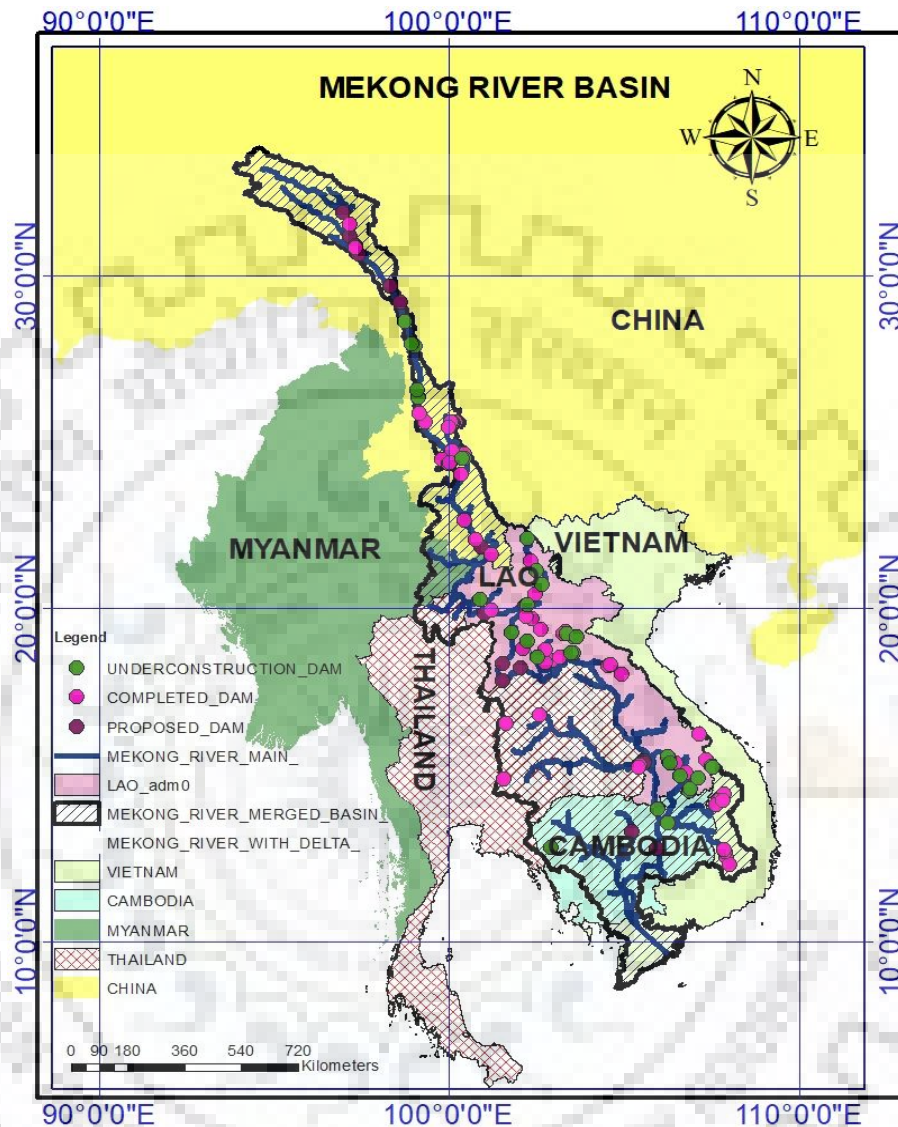 90°0'0"E 100°0'0"E 110°0'0"E
MEKONG RIVER BASIN
N
W E
S
30°0'0"N 30°0'0"N
CHINA
MYANMAR VIETNAM
LAO
20°0'0"N 20°0'0"N
THAILAND
CAMBODIA
10°0'0"N 10°0'0"N
Legend
UNDERCONSTRUCTION_DAM
COMPLETED_DAM
PROPOSED_DAM
MEKONG_RIVER_MAIN_
LAO_adm0
MEKONG_RIVER_MERGED_BASIN_
MEKONG_RIVER_WITH_DELTA_
VIETNAM
CAMBODIA
MYANMAR
THAILAND
CHINA
0 90 180 360 540 720
Kilometers
90°0'0"E 100°0'0"E 110°0'0"E